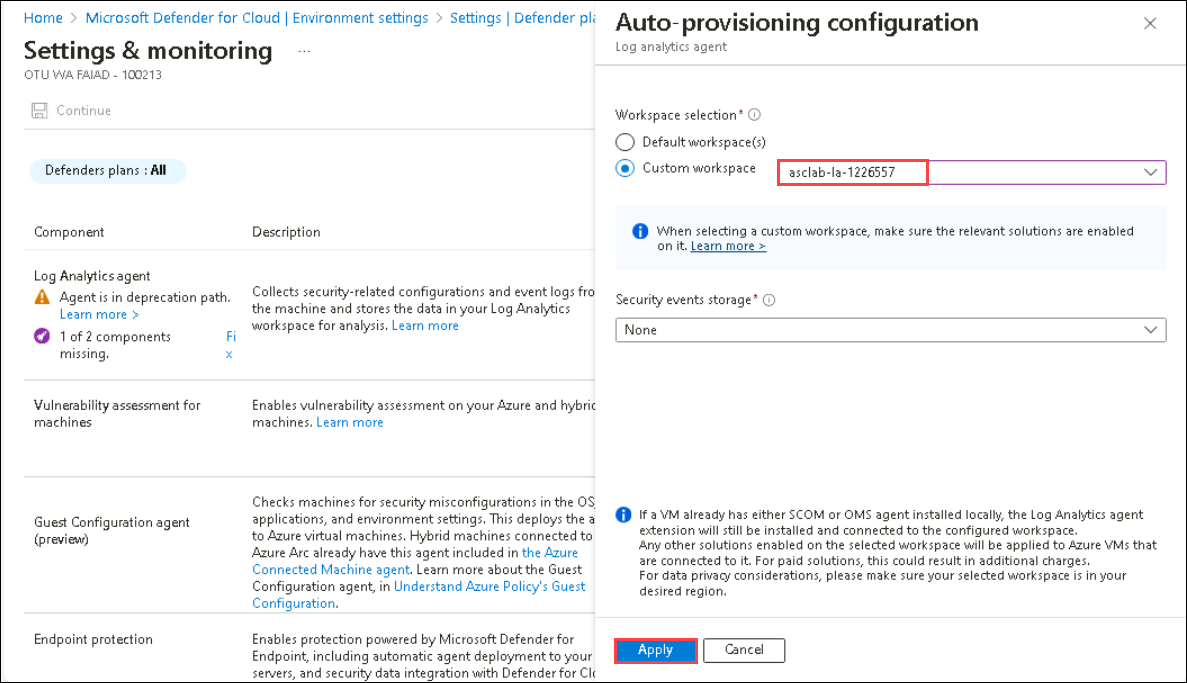 Home > Microsoft Defender for Cloud | Environment settings > Settings | Defender pla
Settings & monitoring ...
OTU WA FAIAD - 100213
Continue
Defenders plans : All
Component Description
Log Analytics agent
Agent is in deprecation path.
Learn more >
1 of 2 components missing. Fi
x
Collects security-related configurations and event logs fro
the machine and stores the data in your Log Analytics
workspace for analysis. Learn more
Vulnerability assessment for
machines
Enables vulnerability assessment on your Azure and hybrid
machines. Learn more
Guest Configuration agent
(preview)
Checks machines for security misconfigurations in the OS,
applications, and environment settings. This deploys the a
to Azure virtual machines. Hybrid machines connected to
Azure Arc already have this agent included in the Azure
Connected Machine agent. Learn more about the Guest
Configuration agent, in Understand Azure Policy's Guest
Configuration.
Endpoint protection
Enables protection powered by Microsoft Defender for
Endpoint, including automatic agent deployment to your
servers, and security data integration with Defender for Clo
Auto-provisioning configuration
Log analytics agent
Workspace selection*
Default workspace(s)
Custom workspace asclab-la-1226557
When selecting a custom workspace, make sure the relevant solutions are enabled
on it. Learn more >
Security events storage*
None
If a VM already has either SCOM or OMS agent installed locally, the Log Analytics agent
extension will still be installed and connected to the configured workspace.
Any other solutions enabled on the selected workspace will be applied to Azure VMs that
are connected to it. For paid solutions, this could result in additional charges.
For data privacy considerations, please make sure your selected workspace is in your
desired region.
Apply Cancel